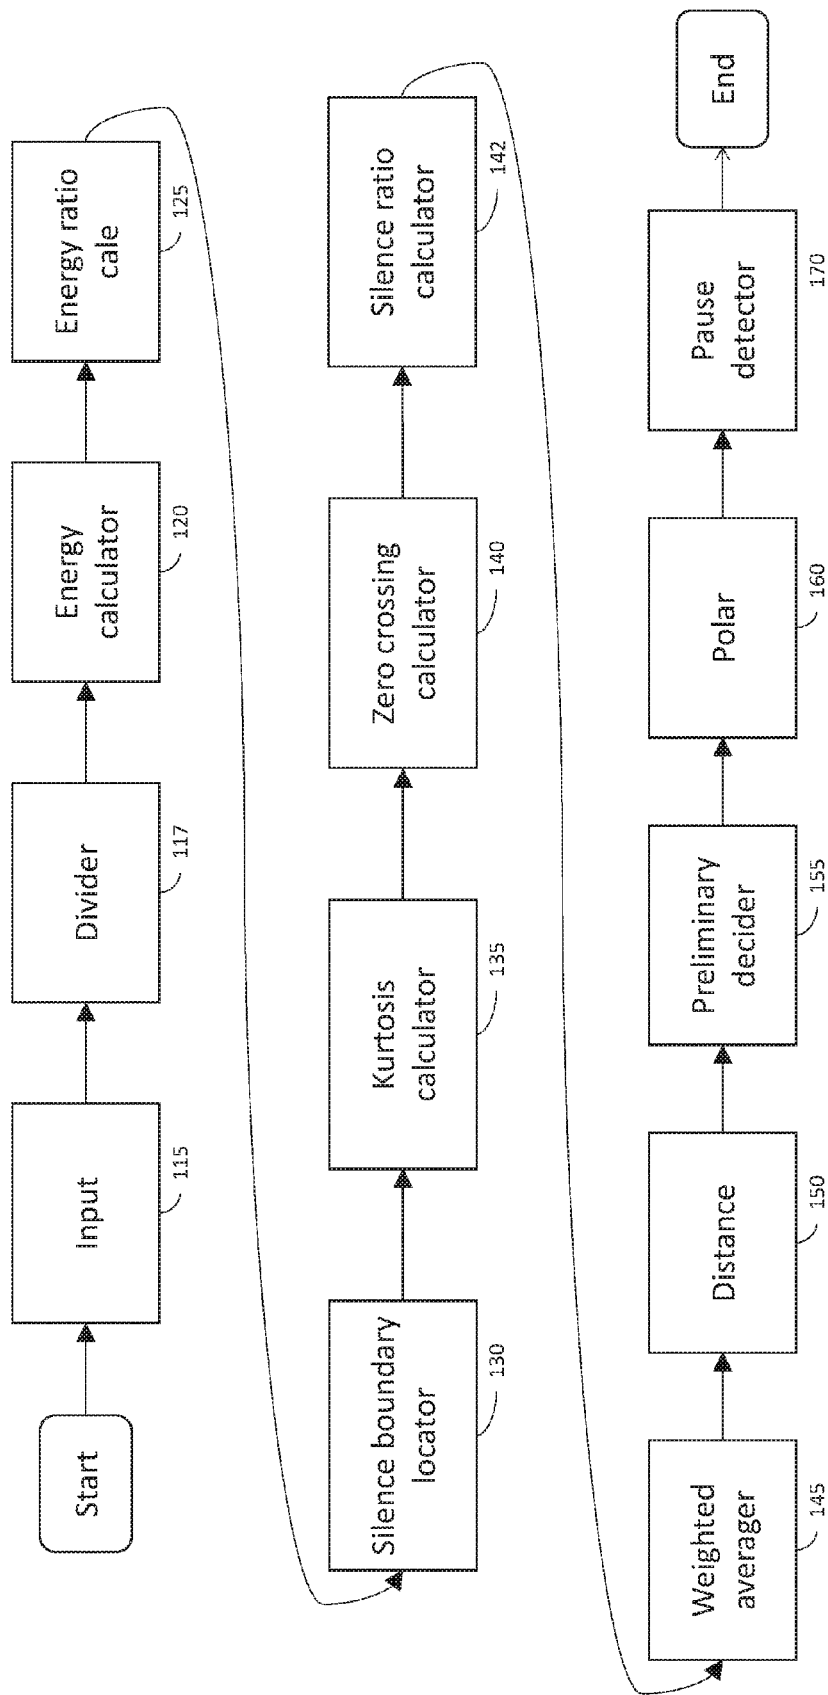 Start
Input
115
Divider
117
Energy
calculator
120
Energy ratio
cale
125
Silence boundary
locator
130
Kurtosis
calculator
135
Zero crossing
calculator
140
Silence ratio
calculator
142
Weighted
averager
145
Distance
150
Preliminary
decider
155
Polar
160
Pause
detector
170
End